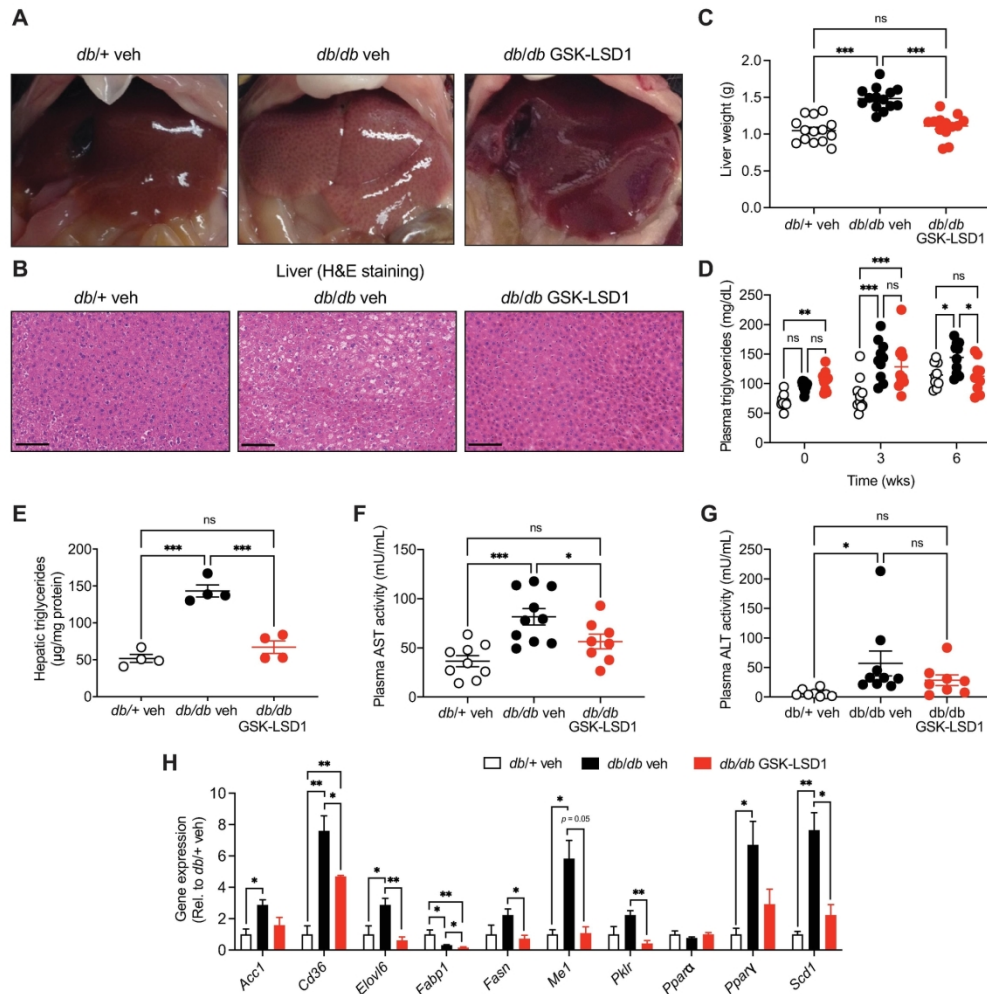 A
db/+ veh
db/db veh
db/db GSK-LSD1
B
Liver (H&E staining)
db/+ veh
db/db veh
db/db GSK-LSD1
C
ns
*** ***
Liver weight (g)
2.0
1.5
1.0
0.5
0.0
db/+ veh
db/db veh
db/db
GSK-LSD1
D
Plasma triglycerides (mg/dL)
250
200
150
100
50
0
**
ns ns
***
*** ns
ns
* *
0 3 6
Time (wks)
E
ns
*** ***
Hepatic triglycerides
(µg/mg protein)
200
150
100
50
0
db/+ veh
db/db veh
db/db
GSK-LSD1
F
ns
*** *
Plasma AST activity (mU/mL)
150
100
50
0
db/+ veh
db/db veh
db/db
GSK-LSD1
G
ns
* ns
Plasma ALT activity (mU/mL)
250
200
150
100
50
0
db/+ veh
db/db veh
db/db
GSK-LSD1
H
db/+ veh
db/db veh
db/db GSK-LSD1
Gene expression
(Rel. to db/+ veh)
10
8
6
4
2
0
*
**
** *
* **
**
* *
*
* p = 0.05
**
*
** *
Acc1
Cd36
Elovl6
Fabp1
Fasn
Me1
Pklr
Pparα
Pparγ
Scd1